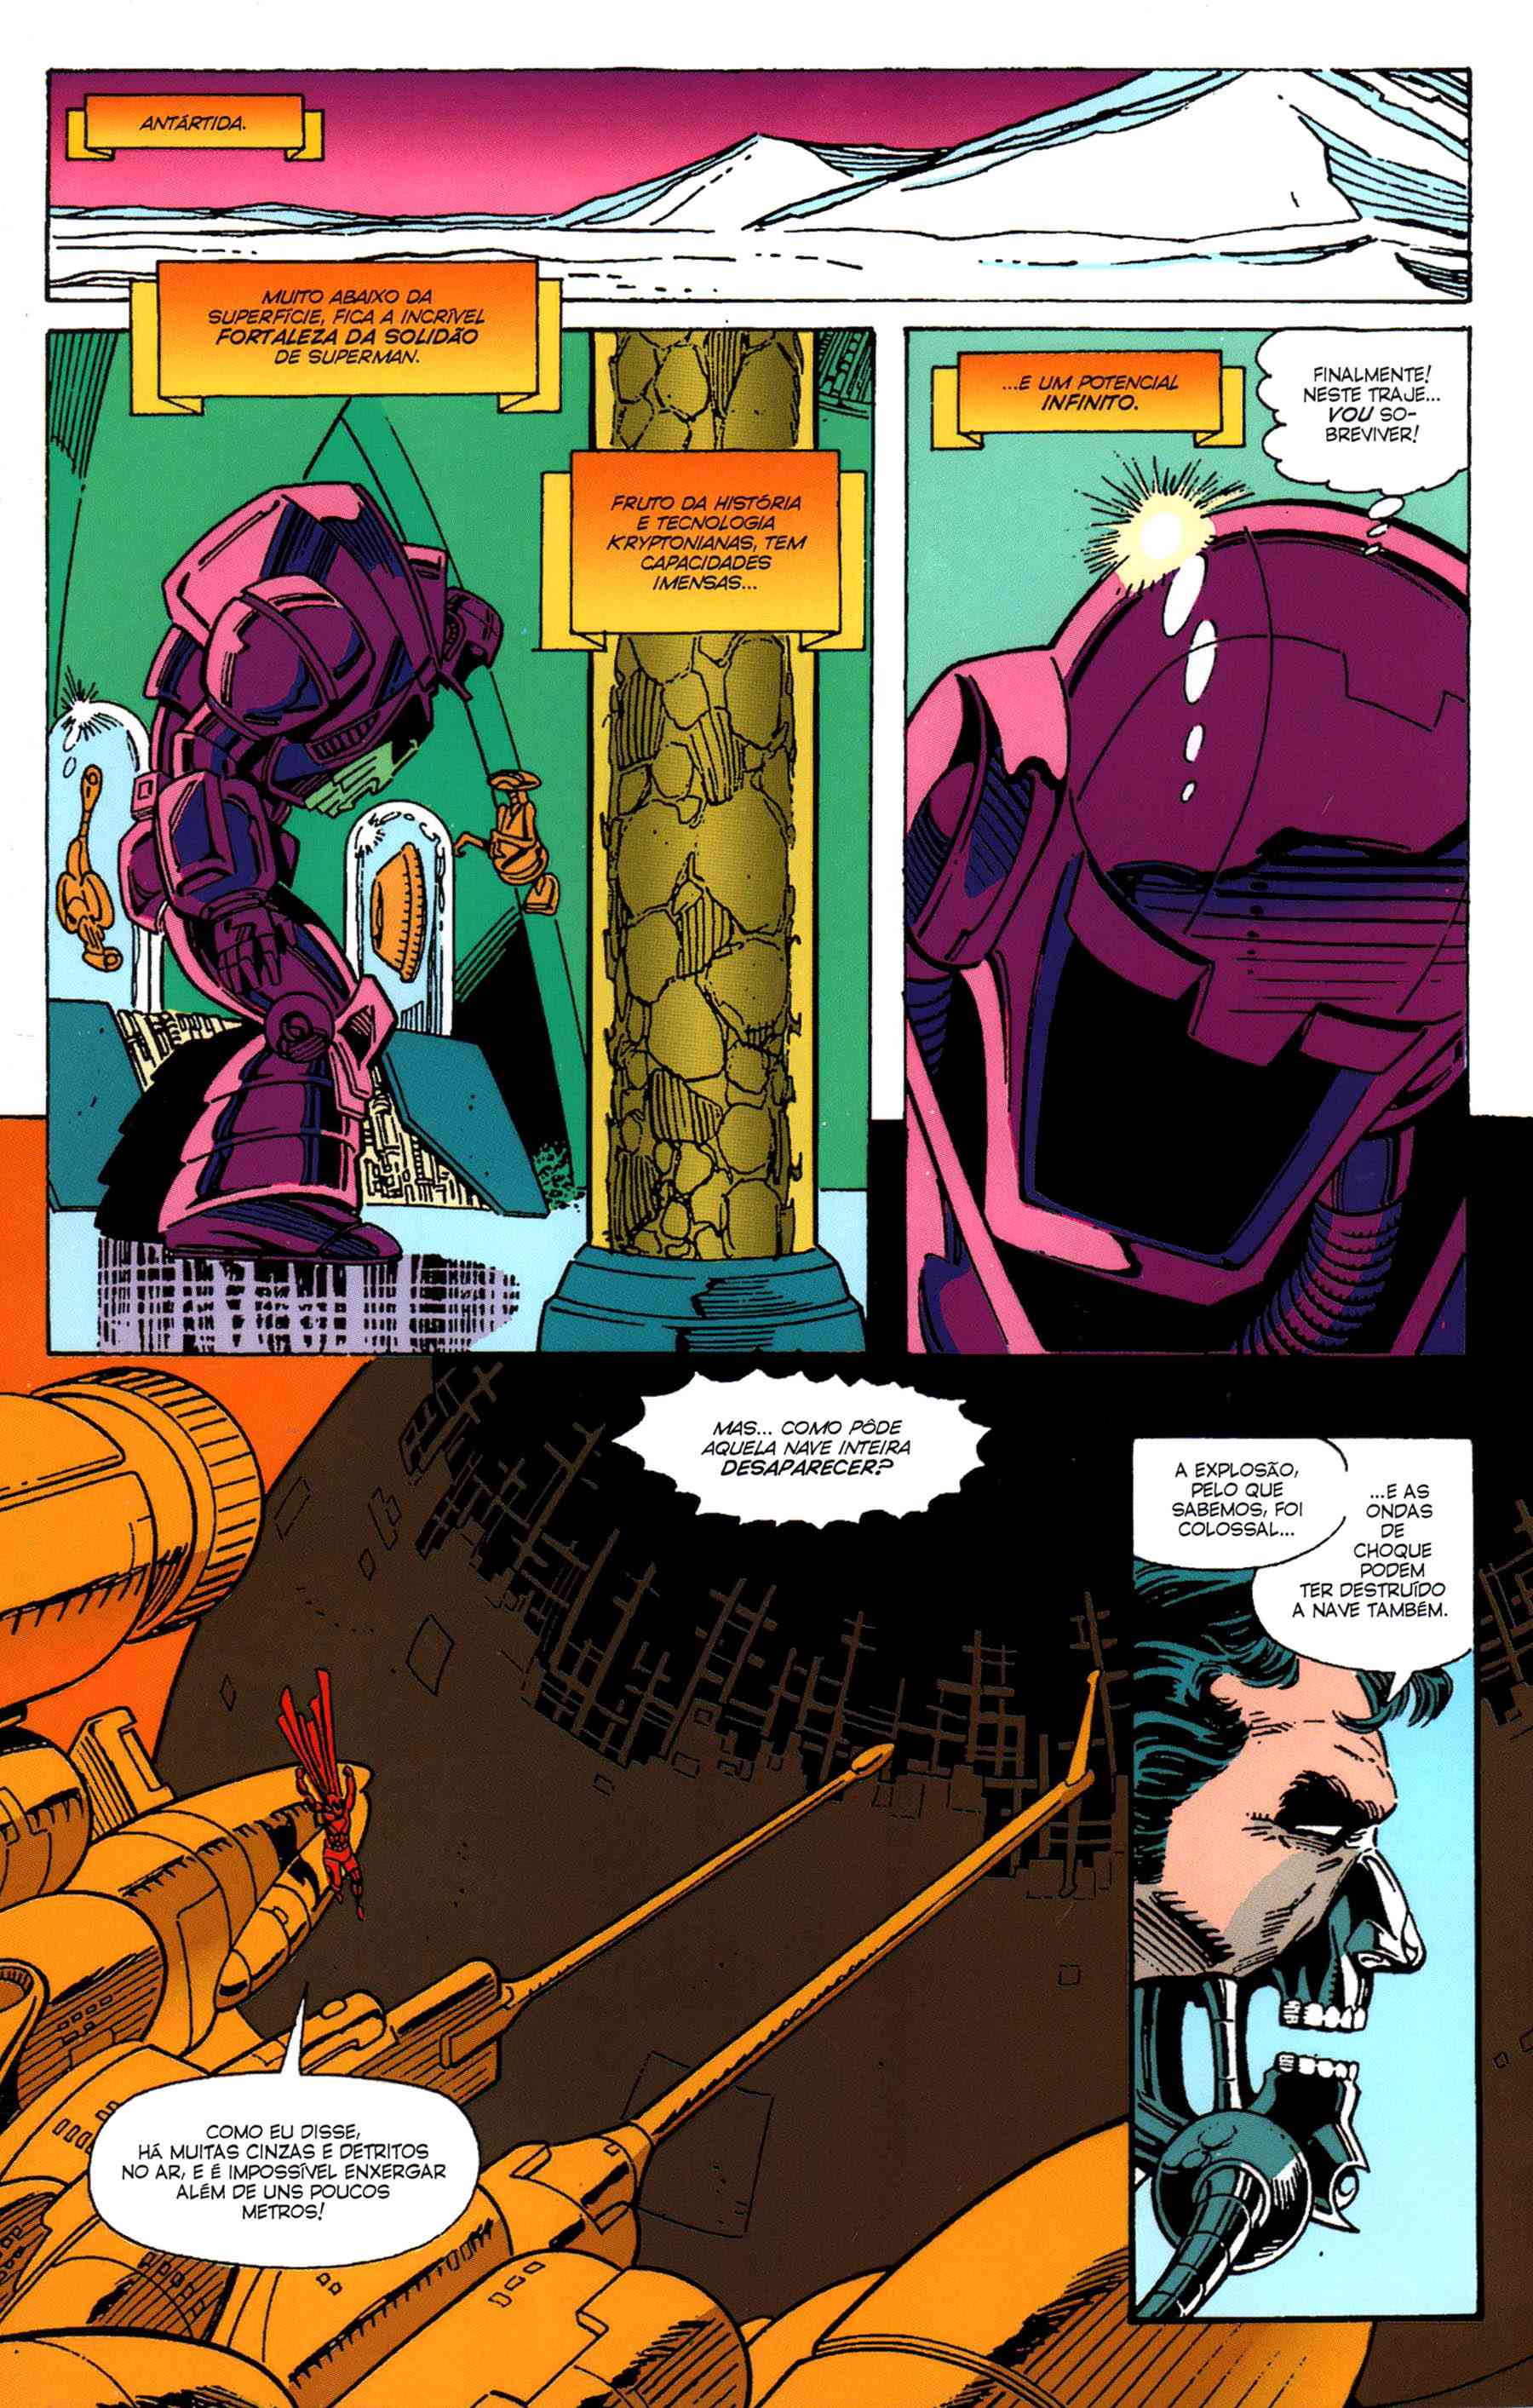 ANTÁRTIDA.
MUITO ABAIXO DA
SUPERFÍCIE, FICA A INCRÍVEL
FORTALEZA DA SOLIDÃO
DE SUPERMAN.
FRUTO DA HISTÓRIA
E TECNOLOGIA
KRYPTONIANAS, TEM
CAPACIDADES
IMENSAS...
...E UM POTENCIAL
INFINITO.
FINALMENTE!
NESTE TRAJE...
VOU SO-
BREVIVER!
MAS... COMO PÔDE
AQUELA NAVE INTEIRA
DESAPARECER?
COMO EU DISSE,
HÁ MUITAS CINZAS E DETRITOS
NO AR, E É IMPOSSÍVEL ENXERGAR
ALÉM DE UNS POUCOS
METROS!
A EXPLOSÃO,
PELO QUE
SABEMOS, FOI
COLOSSAL...
...E AS
ONDAS
DE
CHOQUE
PODEM
TER DESTRUÍDO
A NAVE TAMBÉM.